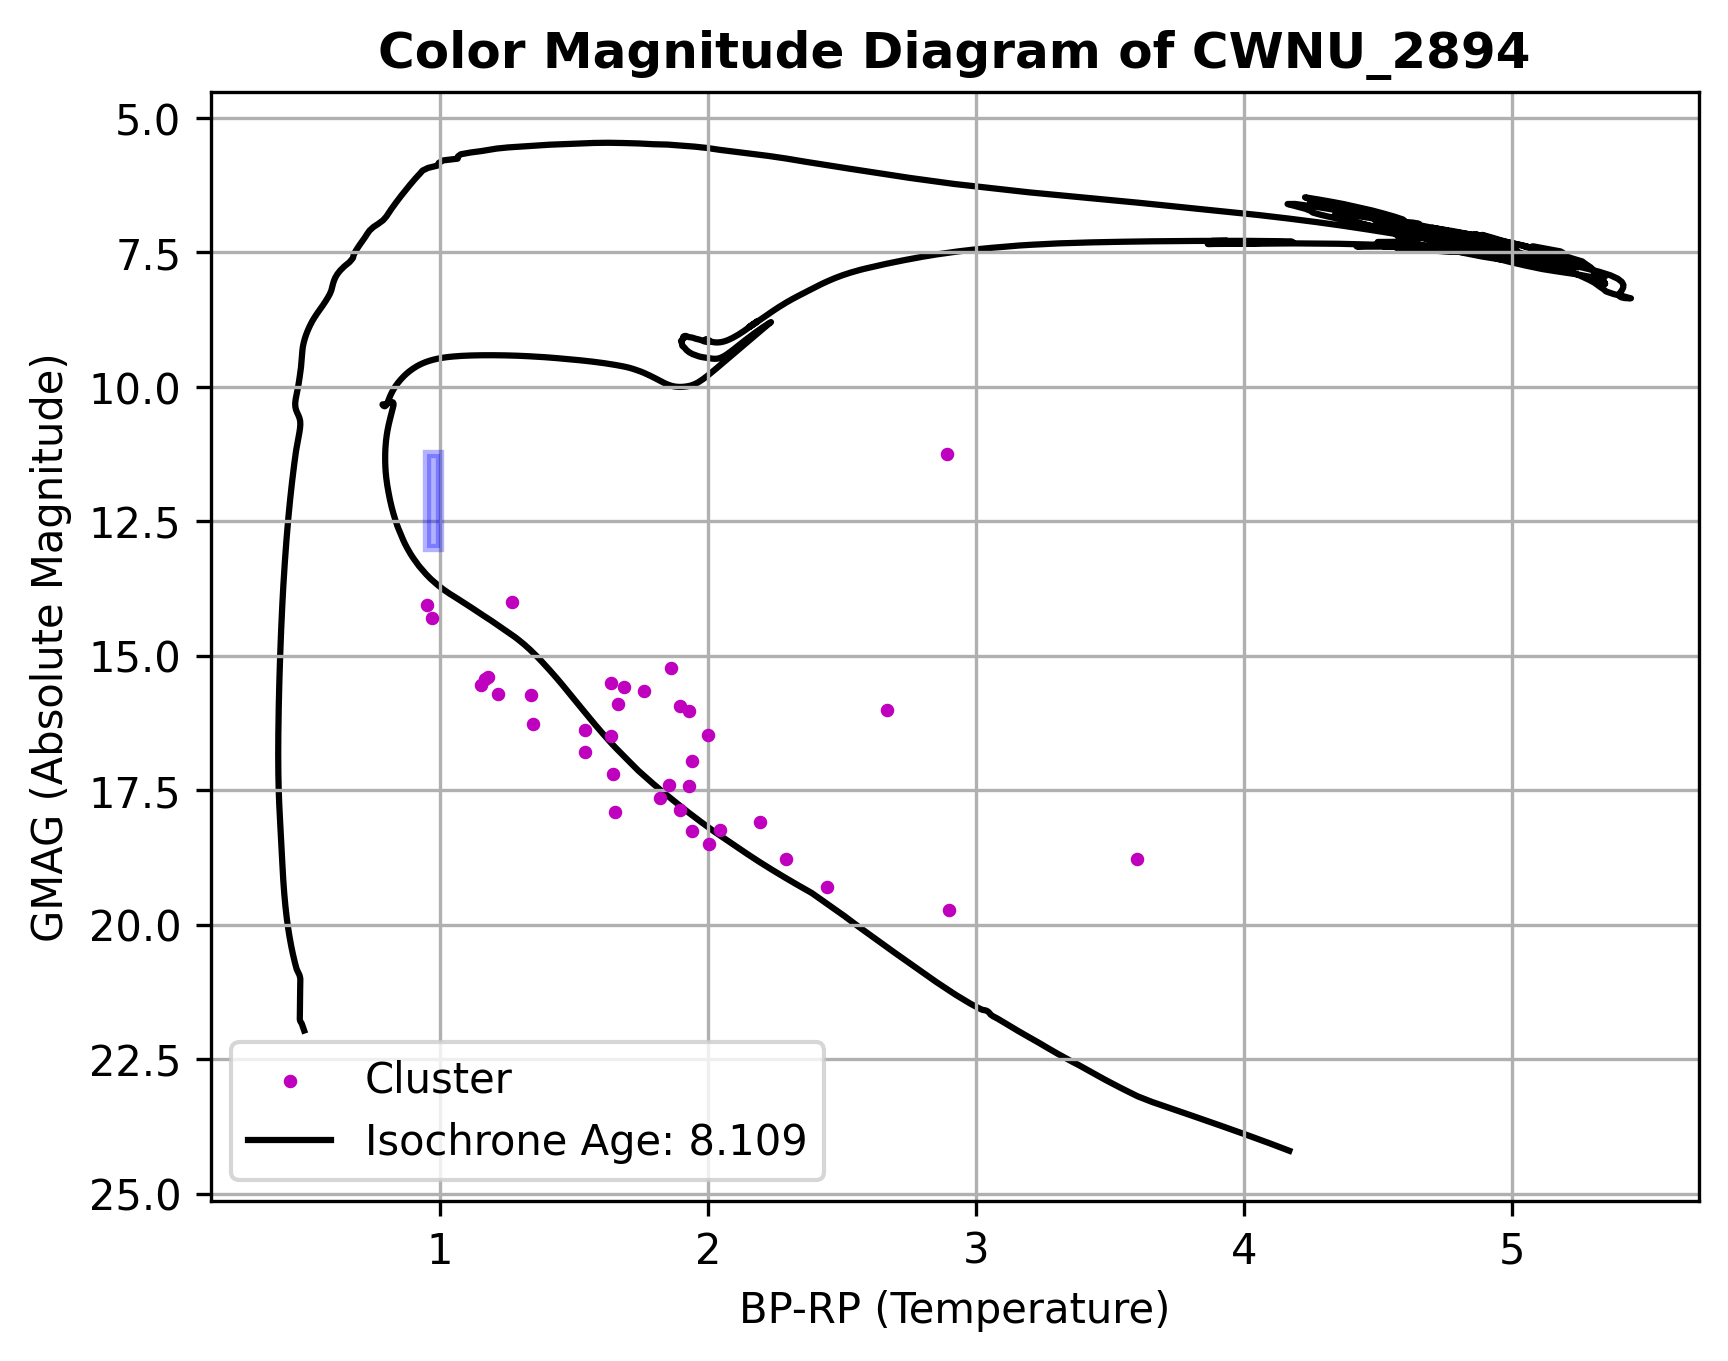 Color Magnitude Diagram of CWNU_2894
GMAG (Absolute Magnitude)
5.0
7.5
10.0
12.5
15.0
17.5
20.0
22.5
25.0
Cluster
Isochrone Age: 8.109
1 2 3 4 5
BP-RP (Temperature)